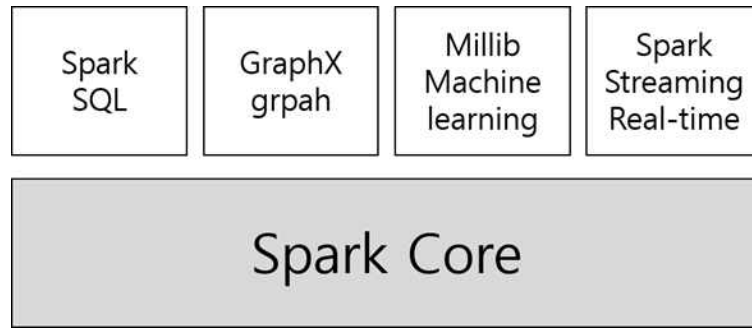 Spark
SQL
GraphX
grpah
Millib
Machine
learning
Spark
Streaming
Real-time
Spark Core